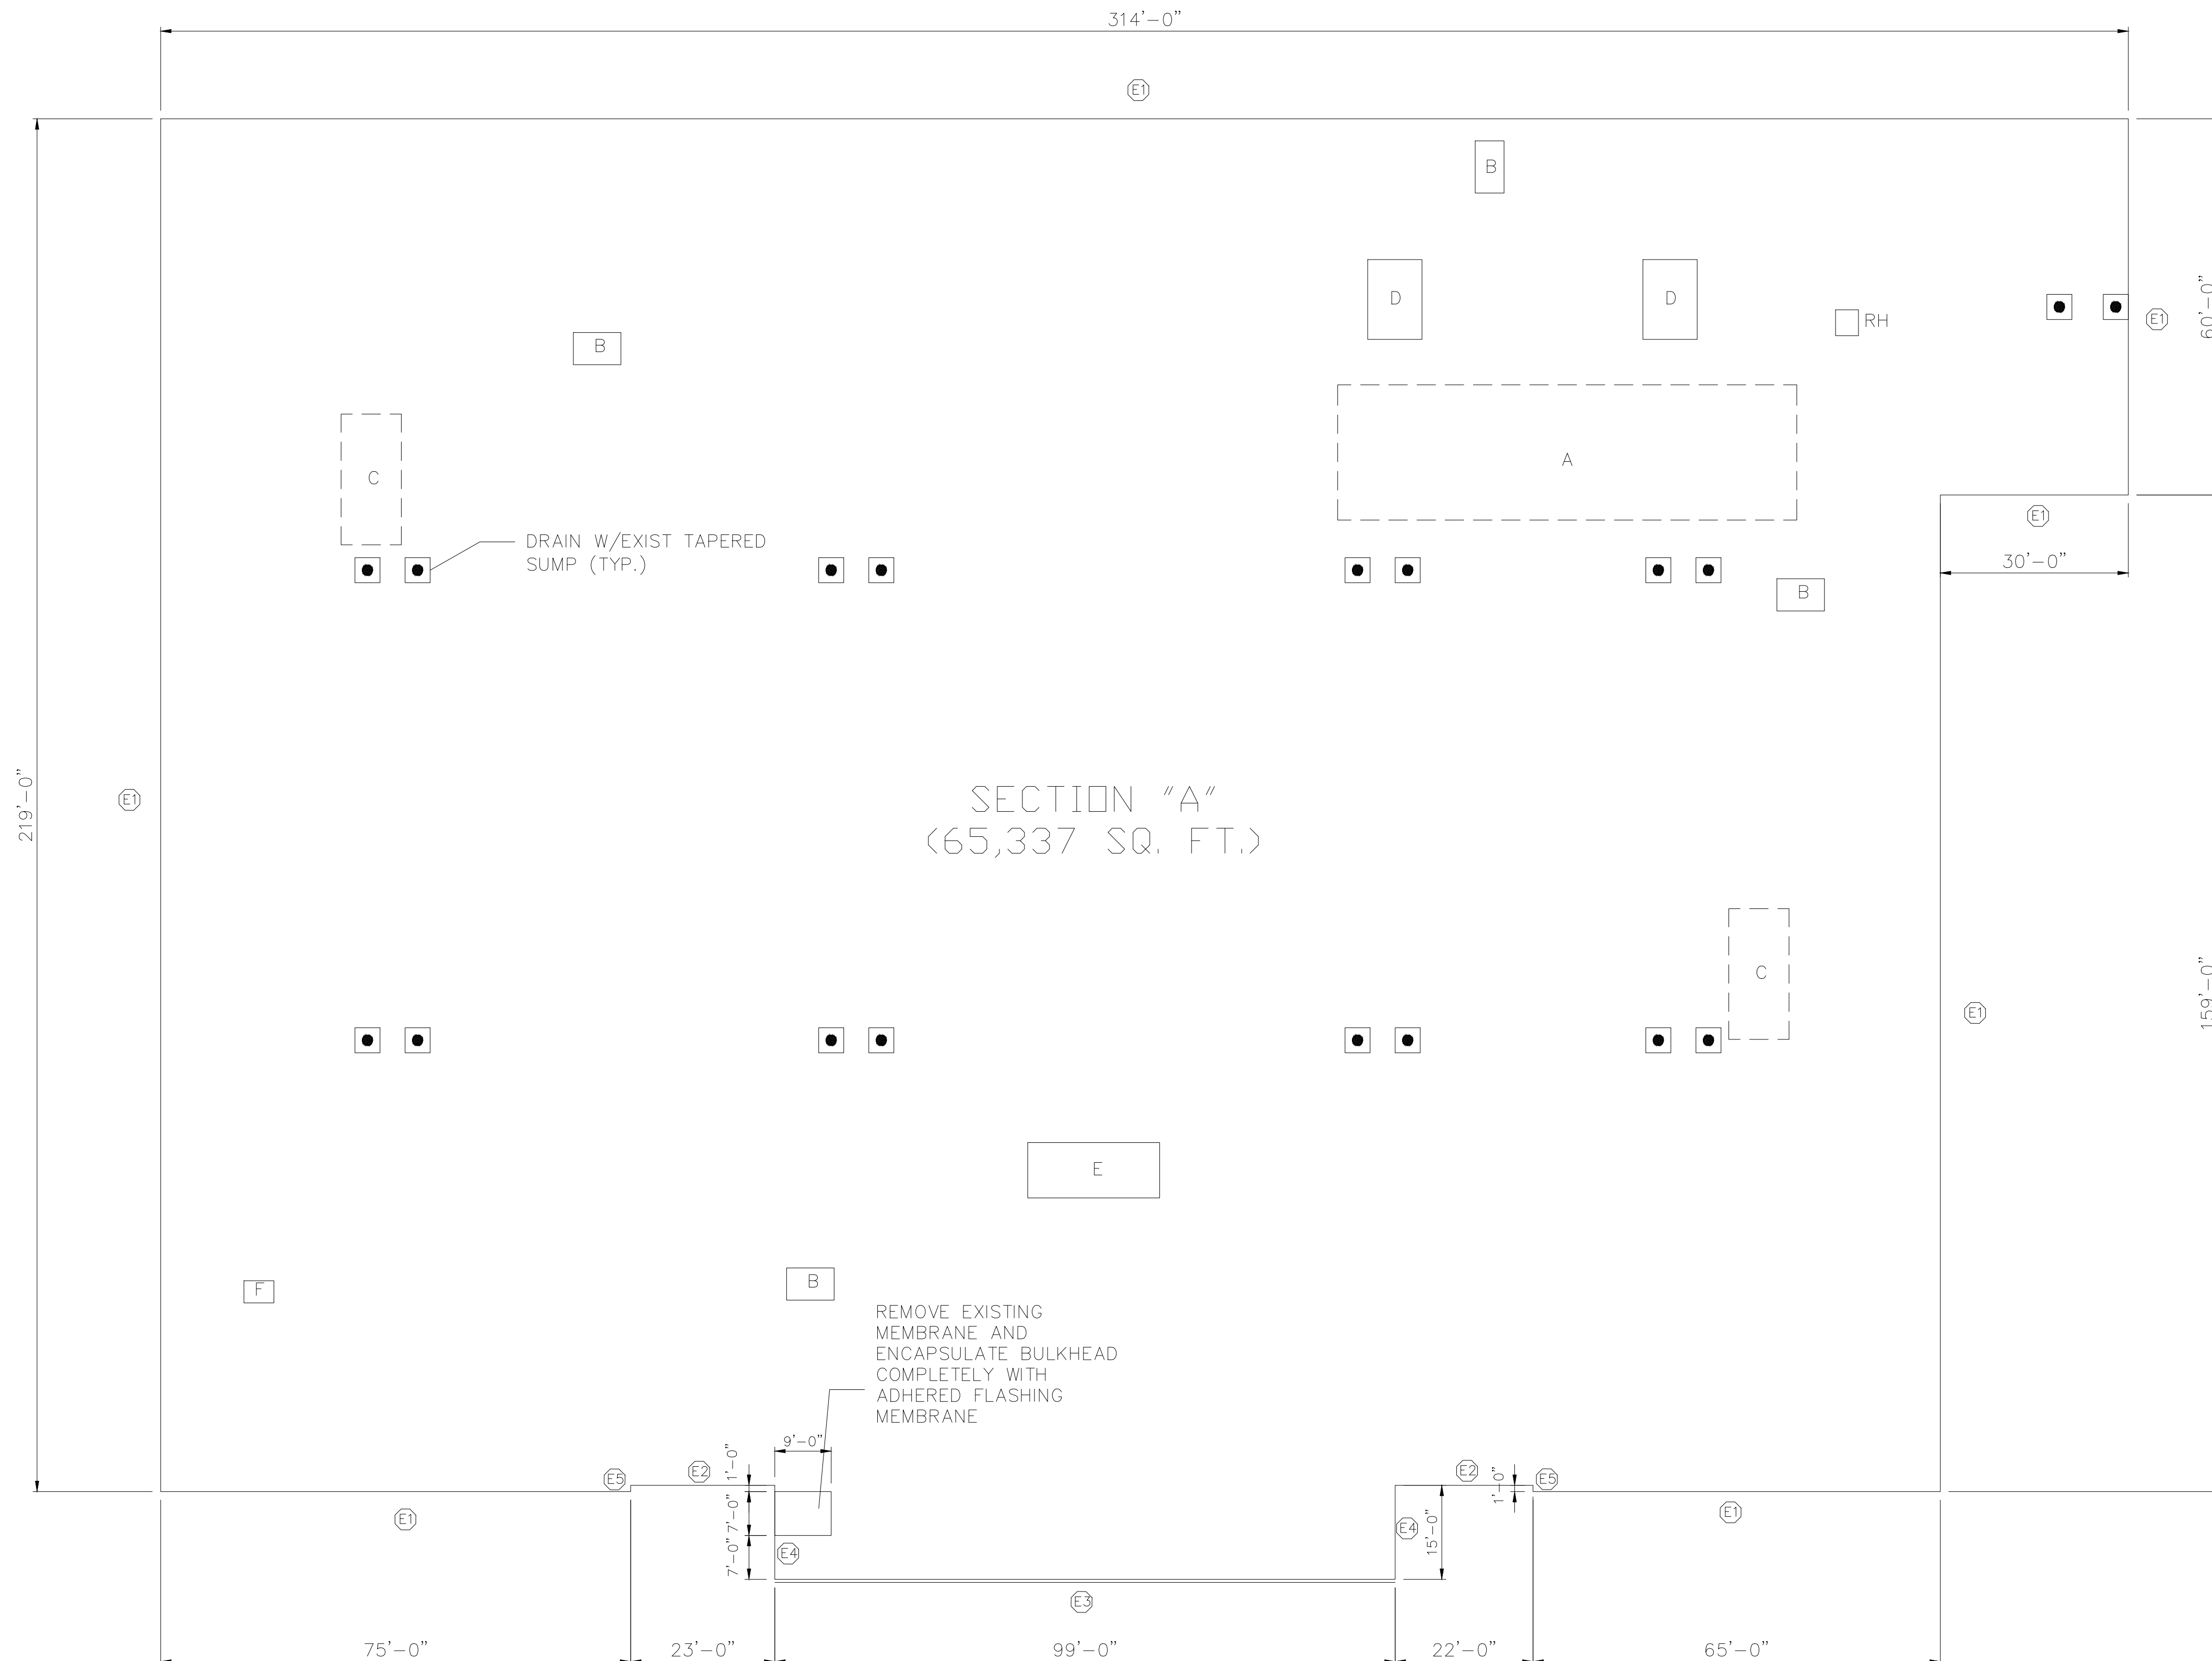 314'-0"
E1
B
D
D
RH
E1
60'-0"
B
A
C
E1
DRAIN W/EXIST TAPERED
SUMP (TYP.)
30'-0"
B
219'-0"
E1
SECTION "A"
(65,337 SQ. FT.)
C
159'-0"
E1
E
F
B
REMOVE EXISTING
MEMBRANE AND
ENCAPSULATE BULKHEAD
COMPLETELY WITH
ADHERED FLASHING
MEMBRANE
9'-0"
1'-0"
E5
E2
E2
1'-0"
E5
7'-0"
E1
E1
E4
15'-0"
7'-0"
E4
E3
75'-0"
23'-0"
99'-0"
22'-0"
65'-0"